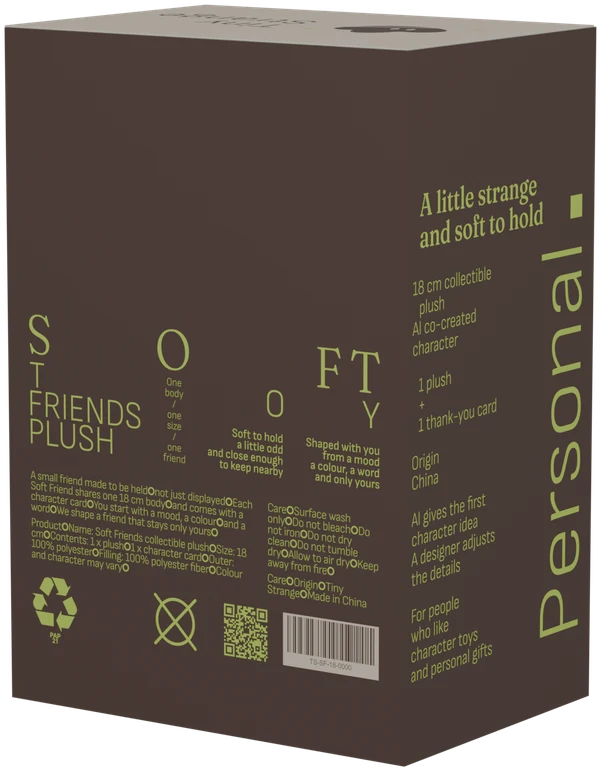 S O FT
T O Y
FRIENDS
PLUSH
One
body
/
one
size
/
one
friend
Soft to hold
a little odd
and close enough
to keep nearby
Shaped with you
from a mood
a colour, a word
and only yours
A small friend made to be heldOnot just displayedOEach
Soft Friend shares one 18 cm bodyOand comes with a
character cardOYou start with a mood, a colourOand a
wordOWe shape a friend that stays only yoursO
ProductOName: Soft Friends collectible plushOSize: 18
cmOContents: 1 x plushO1 x character cardOColour:
100% polyesterOFilling: 100% polyester fiberOColour
and character may varyO
CareOSurface wash
onlyODo not bleachODo
not ironODo not dry
cleanODo not tumble
dryOAllow to air dryOKeep
away from fireO
CareOOriginOTiny
StrangeOMade in China
PAP
21
TS-SF-18-0000
A little strange
and soft to hold
18 cm collectible
plush
AI co-created
character
1 plush
+
1 thank-you card
Origin
China
AI gives the first
character idea
A designer adjusts
the details
For people
who like
character toys
and personal gifts
Personal